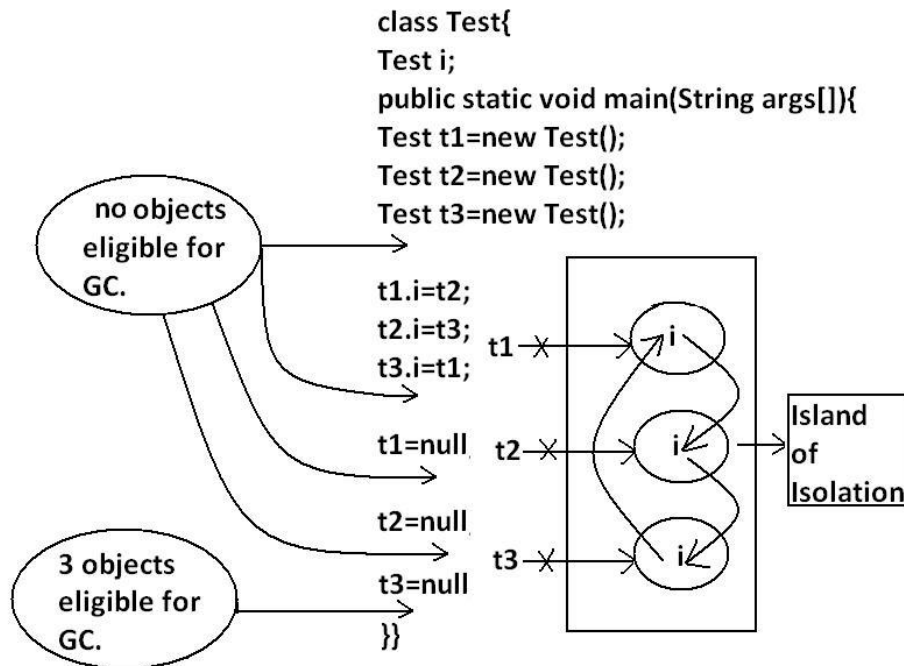 class Test{
Test i;
public static void main(String args[]){
Test t1=new Test();
Test t2=new Test();
Test t3=new Test();
no objects
eligible for
GC.
t1.i=t2;
t2.i=t3;
t3.i=t1;
t1=null
t2=null
t3=null
}}
3 objects
eligible for
GC.
t1
i
t2
i
t3
i
Island
of
Isolation